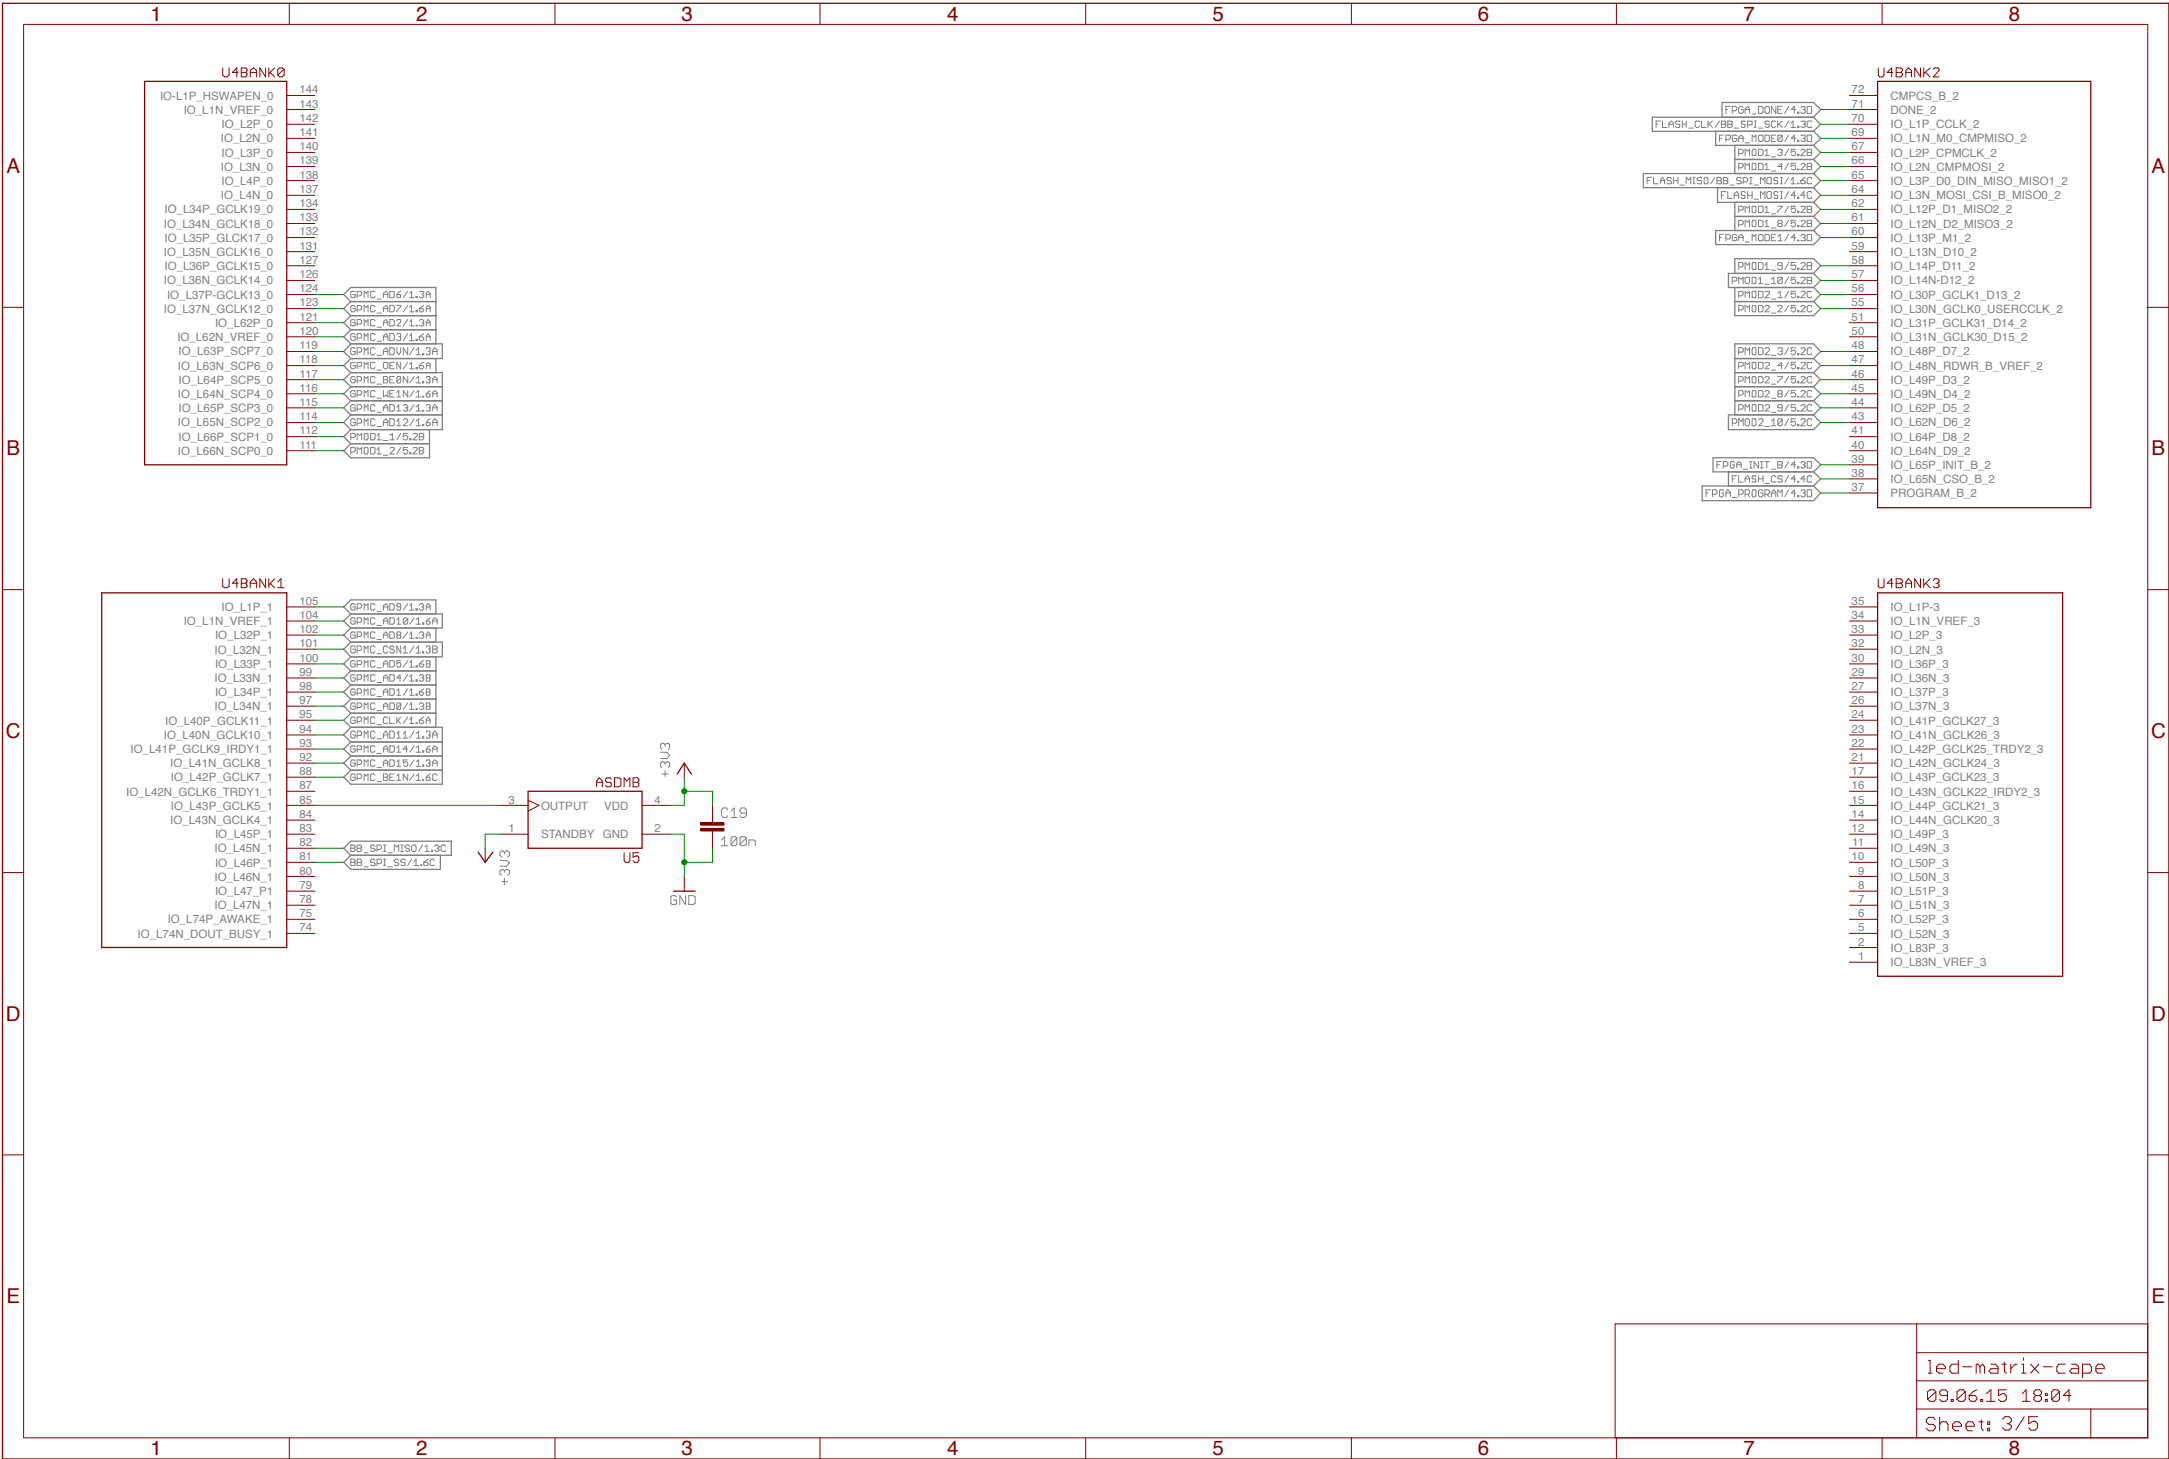 1 2 3 4 5 6 7 8
A A
B B
C C
D D
E E
U4BANK0
IO-L1P_HSWAPEN_0 144
IO_L1N_VREF_0 143
IO_L2P_0 142
IO_L2N_0 141
IO_L3P_0 140
IO_L3N_0 139
IO_L4P_0 138
IO_L4N_0 137
IO_L34P_GCLK19_0 134
IO_L34N_GCLK18_0 133
IO_L35P_GLCK17_0 132
IO_L35N_GCLK16_0 131
IO_L36P_GCLK15_0 127
IO_L36N_GCLK14_0 126
IO_L37P-GCLK13_0 124 GPMC_AD6/1.3A
IO_L37N_GCLK12_0 123 GPMC_AD7/1.6A
IO_L62P_0 121 GPMC_AD2/1.3A
IO_L62N_VREF_0 120 GPMC_AD3/1.6A
IO_L63P_SCP7_0 119 GPMC_ADVN/1.3A
IO_L63N_SCP6_0 118 GPMC_OEN/1.6A
IO_L64P_SCP5_0 117 GPMC_BE0N/1.3A
IO_L64N_SCP4_0 116 GPMC_WE1N/1.6A
IO_L65P_SCP3_0 115 GPMC_AD13/1.3A
IO_L65N_SCP2_0 114 GPMC_AD12/1.6A
IO_L66P_SCP1_0 112 PMOD1_1/5.2B
IO_L66N_SCP0_0 111 PMOD1_2/5.2B
U4BANK2
72 CMPCS_B_2
FPGA_DONE/4.3D 71 DONE_2
FLASH_CLK/BB_SPI_SCK/1.3C 70 IO_L1P_CCLK_2
FPGA_MODE0/4.3D 69 IO_L1N_M0_CMPMISO_2
PMOD1_3/5.2B 67 IO_L2P_CPMCLK_2
PMOD1_4/5.2B 66 IO_L2N_CMPMOSI_2
FLASH_MISO/BB_SPI_MOSI/1.6C 65 IO_L3P_D0_DIN_MISO_MISO1_2
FLASH_MOSI/4.4C 64 IO_L3N_MOSI_CSI_B_MISO0_2
PMOD1_7/5.2B 62 IO_L12P_D1_MISO2_2
PMOD1_8/5.2B 61 IO_L12N_D2_MISO3_2
FPGA_MODE1/4.3D 60 IO_L13P_M1_2
59 IO_L13N_D10_2
PMOD1_9/5.2B 58 IO_L14P_D11_2
PMOD1_10/5.2B 57 IO_L14N-D12_2
PMOD2_1/5.2C 56 IO_L30P_GCLK1_D13_2
PMOD2_2/5.2C 55 IO_L30N_GCLK0_USERCCLK_2
51 IO_L31P_GCLK31_D14_2
50 IO_L31N_GCLK30_D15_2
PMOD2_3/5.2C 48 IO_L48P_D7_2
PMOD2_4/5.2C 47 IO_L48N_RDWR_B_VREF_2
PMOD2_7/5.2C 46 IO_L49P_D3_2
PMOD2_8/5.2C 45 IO_L49N_D4_2
PMOD2_9/5.2C 44 IO_L62P_D5_2
PMOD2_10/5.2C 43 IO_L62N_D6_2
41 IO_L64P_D8_2
40 IO_L64N_D9_2
FPGA_INIT_B/4.3D 39 IO_L65P_INIT_B_2
FLASH_CS/4.4C 38 IO_L65N_CSO_B_2
FPGA_PROGRAM/4.3D 37 PROGRAM_B_2
U4BANK1
IO_L1P_1 105 GPMC_AD9/1.3A
IO_L1N_VREF_1 104 GPMC_AD10/1.6A
IO_L32P_1 102 GPMC_AD8/1.3A
IO_L32N_1 101 GPMC_CSN1/1.3B
IO_L33P_1 100 GPMC_AD5/1.6B
IO_L33N_1 99 GPMC_AD4/1.3B
IO_L34P_1 98 GPMC_AD1/1.6B
IO_L34N_1 97 GPMC_AD0/1.3B
IO_L40P_GCLK11_1 95 GPMC_CLK/1.6A
IO_L40N_GCLK10_1 94 GPMC_AD11/1.3A
IO_L41P_GCLK9_IRDY1_1 93 GPMC_AD14/1.6A
IO_L41N_GCLK8_1 92 GPMC_AD15/1.3A
IO_L42P_GCLK7_1 88 GPMC_BE1N/1.6C
IO_L42N_GCLK6_TRDY1_1 87
IO_L43P_GCLK5_1 85
IO_L43N_GCLK4_1 84
IO_L45P_1 83
IO_L45N_1 82 BB_SPI_MISO/1.3C
IO_L46P_1 81 BB_SPI_SS/1.6C
IO_L46N_1 80
IO_L47_P1 79
IO_L47N_1 78
IO_L74P_AWAKE_1 75
IO_L74N_DOUT_BUSY_1 74
+3V3
ASDMB
3 OUTPUT VDD 4
1 STANDBY GND 2
U5
C19
100n
+3V3
GND
U4BANK3
35 IO_L1P-3
34 IO_L1N_VREF_3
33 IO_L2P_3
32 IO_L2N_3
30 IO_L36P_3
29 IO_L36N_3
27 IO_L37P_3
26 IO_L37N_3
24 IO_L41P_GCLK27_3
23 IO_L41N_GCLK26_3
22 IO_L42P_GCLK25_TRDY2_3
21 IO_L42N_GCLK24_3
17 IO_L43P_GCLK23_3
16 IO_L43N_GCLK22_IRDY2_3
15 IO_L44P_GCLK21_3
14 IO_L44N_GCLK20_3
12 IO_L49P_3
11 IO_L49N_3
10 IO_L50P_3
9 IO_L50N_3
8 IO_L51P_3
7 IO_L51N_3
6 IO_L52P_3
5 IO_L52N_3
2 IO_L83P_3
1 IO_L83N_VREF_3
led-matrix-cape
09.06.15 18:04
Sheet: 3/5
1 2 3 4 5 6 7 8